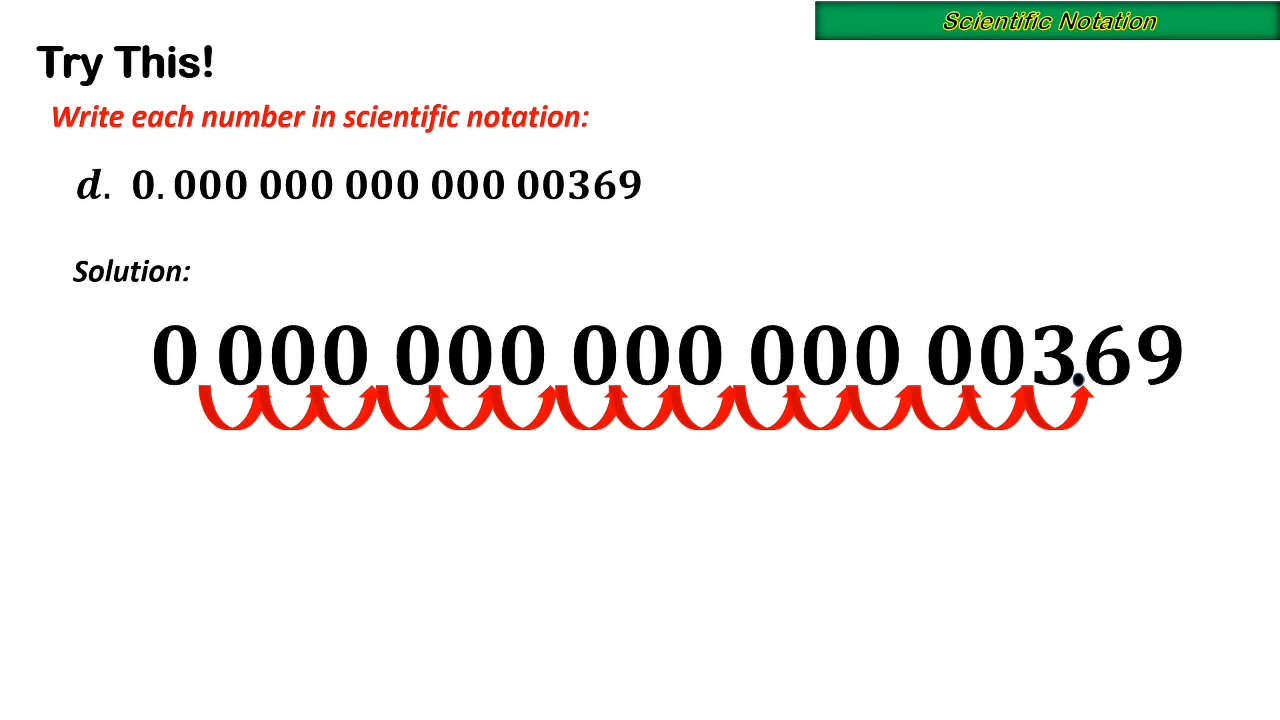 Scientific Notation
Try This!
Write each number in scientific notation:
d. 0.000 000 000 000 00369
Solution:
0 000 000 000 000 003.69